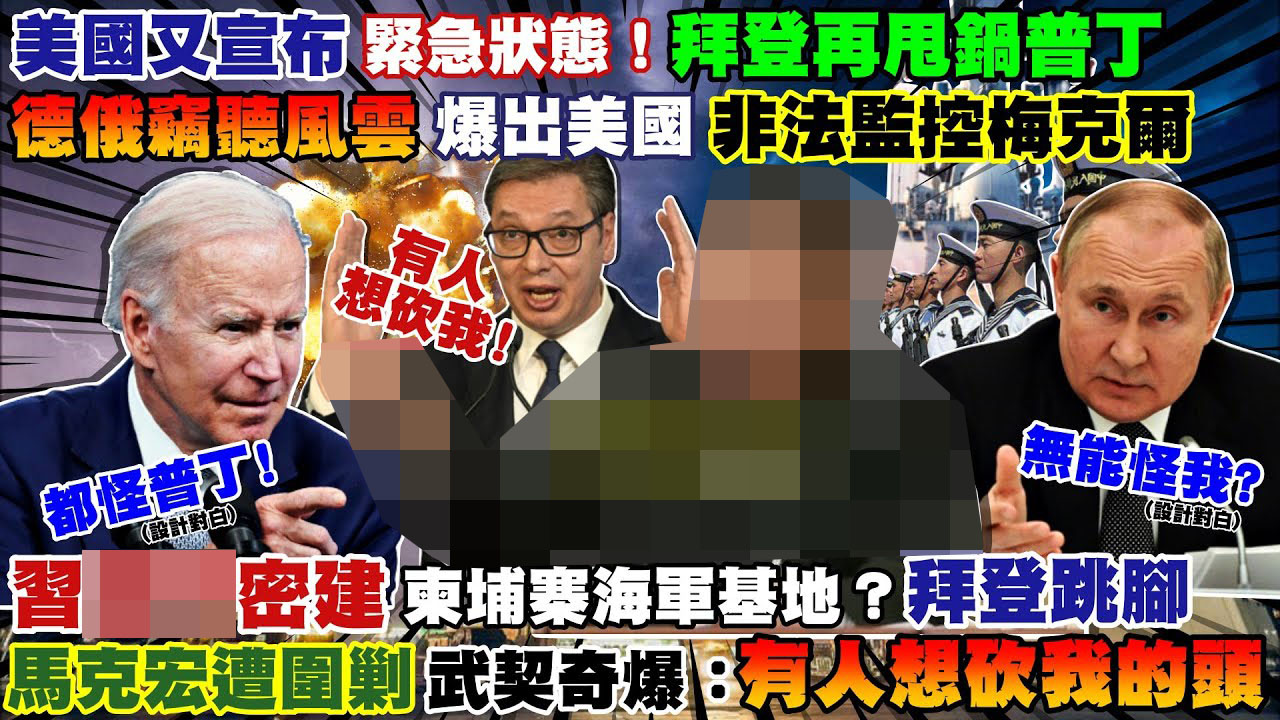 美國又宣布 緊急狀態！拜登再甩鍋普丁
德俄竊聽風雲 爆出美國 非法監控梅克爾
有人
想砍我！
都怪普丁！
(設計對白)
無能怪我？
(設計對白)
習 密建 柬埔寨海軍基地？拜登跳腳
馬克宏遭圍剿 武契奇爆：有人想砍我的頭